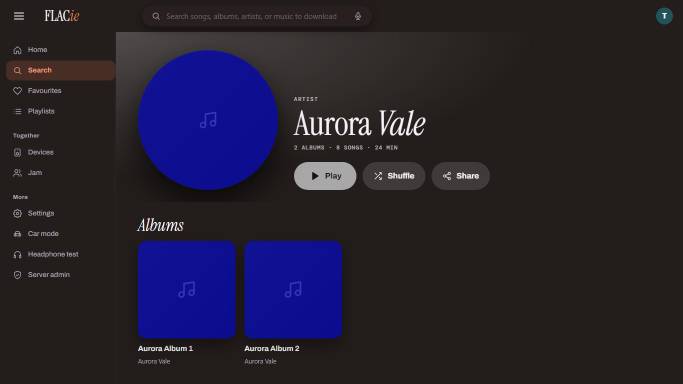 FLACie
Search songs, albums, artists, or music to download
T
Home
Search
Favourites
Playlists
Together
Devices
Jam
More
Settings
Car mode
Headphone test
Server admin
ARTIST
Aurora Vale
2 ALBUMS · 8 SONGS · 24 MIN
Play
Shuffle
Share
Albums
Aurora Album 1
Aurora Vale
Aurora Album 2
Aurora Vale